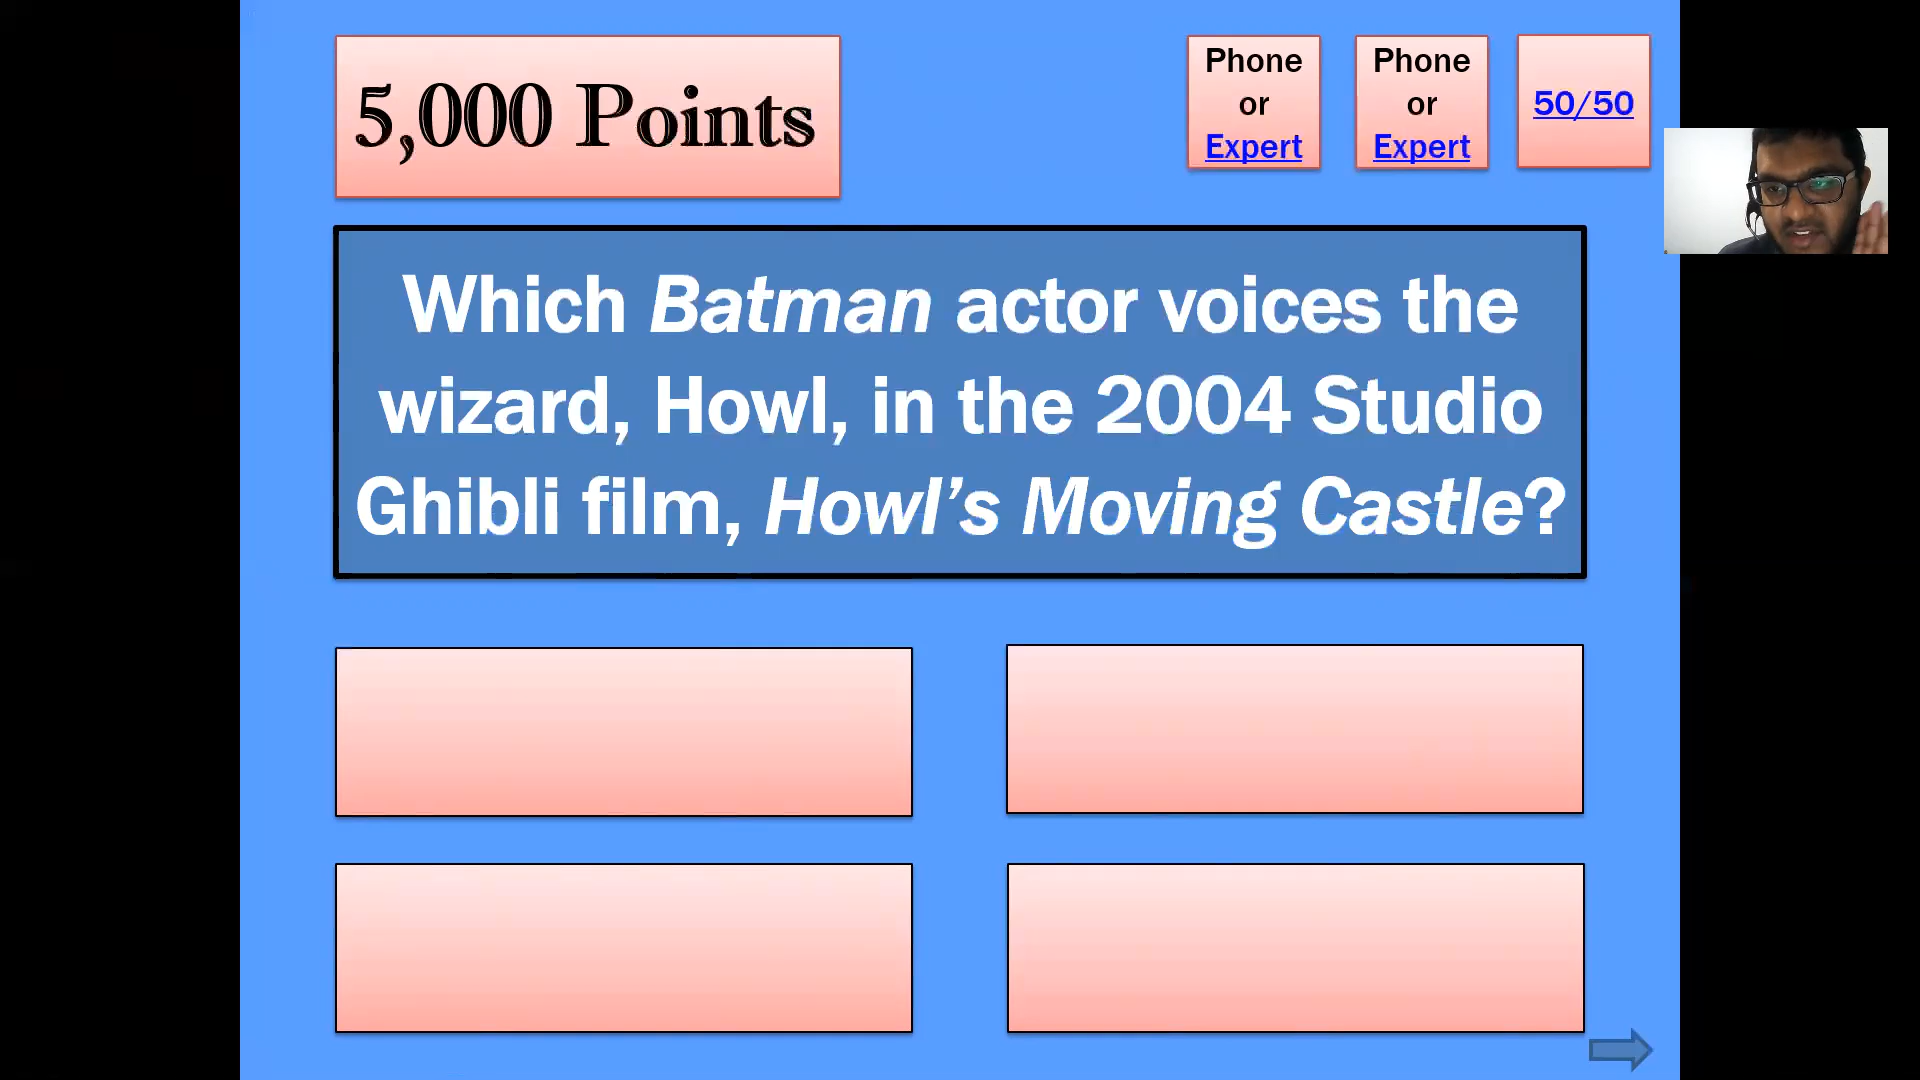 5,000 Points
Phone
or
Expert
Phone
or
Expert
50/50
Which Batman actor voices the
wizard, Howl, in the 2004 Studio
Ghibli film, Howl’s Moving Castle?